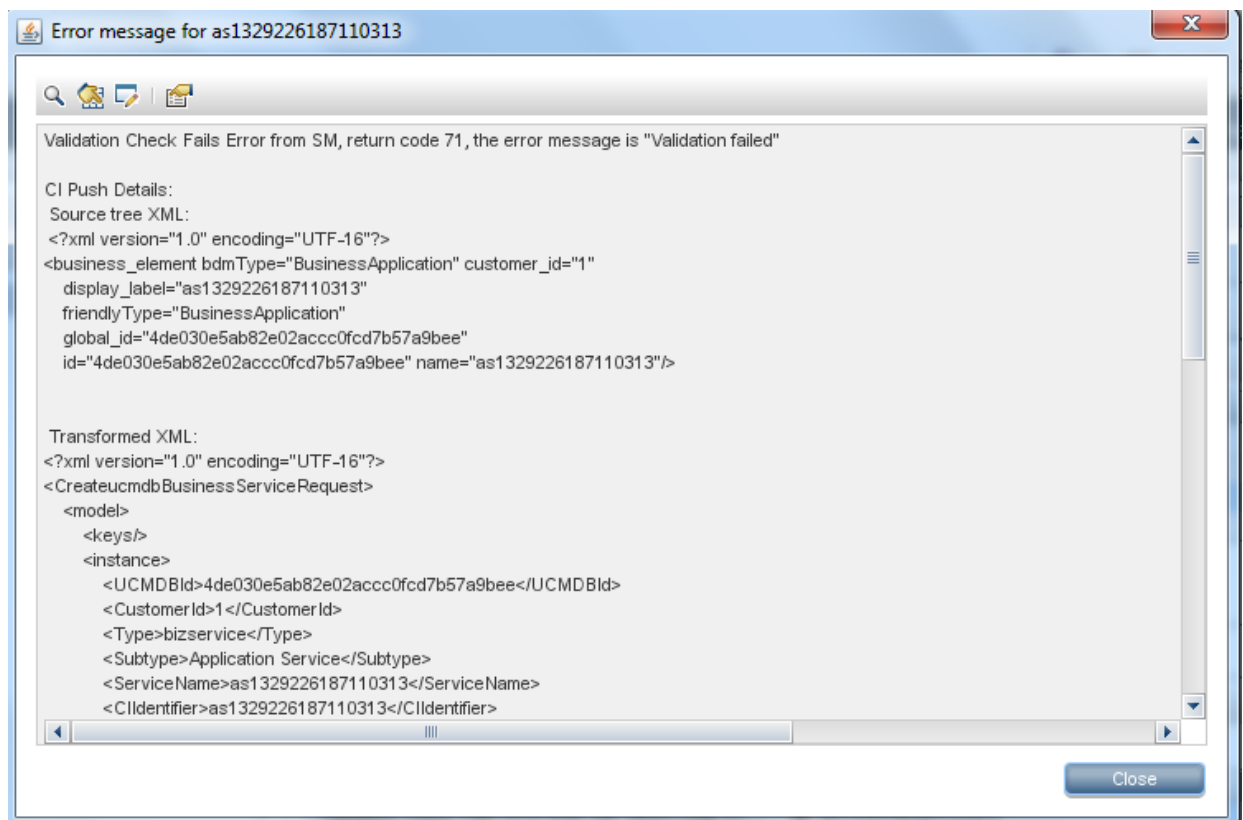 Error message for as1329226187110313
Validation Check Fails Error from SM, return code 71, the error message is "Validation failed"
CI Push Details:
Source tree XML:
<?xml version="1.0" encoding="UTF-16"?>
<business_element bdmType="BusinessApplication" customer_id="1"
display_label="as1329226187110313"
friendlyType="BusinessApplication"
global_id="4de030e5ab82e02accc0fcd7b57a9bee"
id="4de030e5ab82e02accc0fcd7b57a9bee" name="as1329226187110313"/>
Transformed XML:
<?xml version="1.0" encoding="UTF-16"?>
<CreateucmdbBusinessServiceRequest>
<model>
<keys/>
<instance>
<UCMDBId>4de030e5ab82e02accc0fcd7b57a9bee</UCMDBId>
<CustomerId>1</CustomerId>
<Type>bizservice</Type>
<Subtype>Application Service</Subtype>
<ServiceName>as1329226187110313</ServiceName>
<CIIdentifier>as1329226187110313</CIIdentifier>
Close